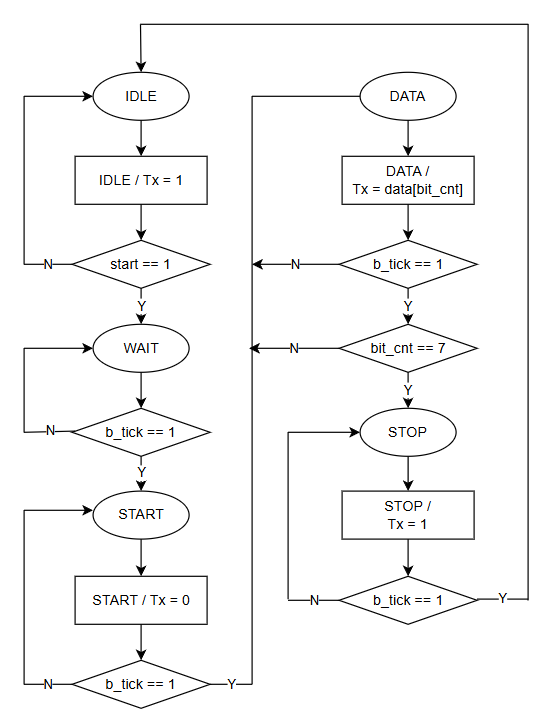 IDLE
IDLE / Tx = 1
start == 1
N
Y
WAIT
b_tick == 1
N
Y
START
START / Tx = 0
b_tick == 1
N
Y
DATA
DATA /
Tx = data[bit_cnt]
b_tick == 1
N
Y
bit_cnt == 7
N
Y
STOP
STOP /
Tx = 1
b_tick == 1
N
Y